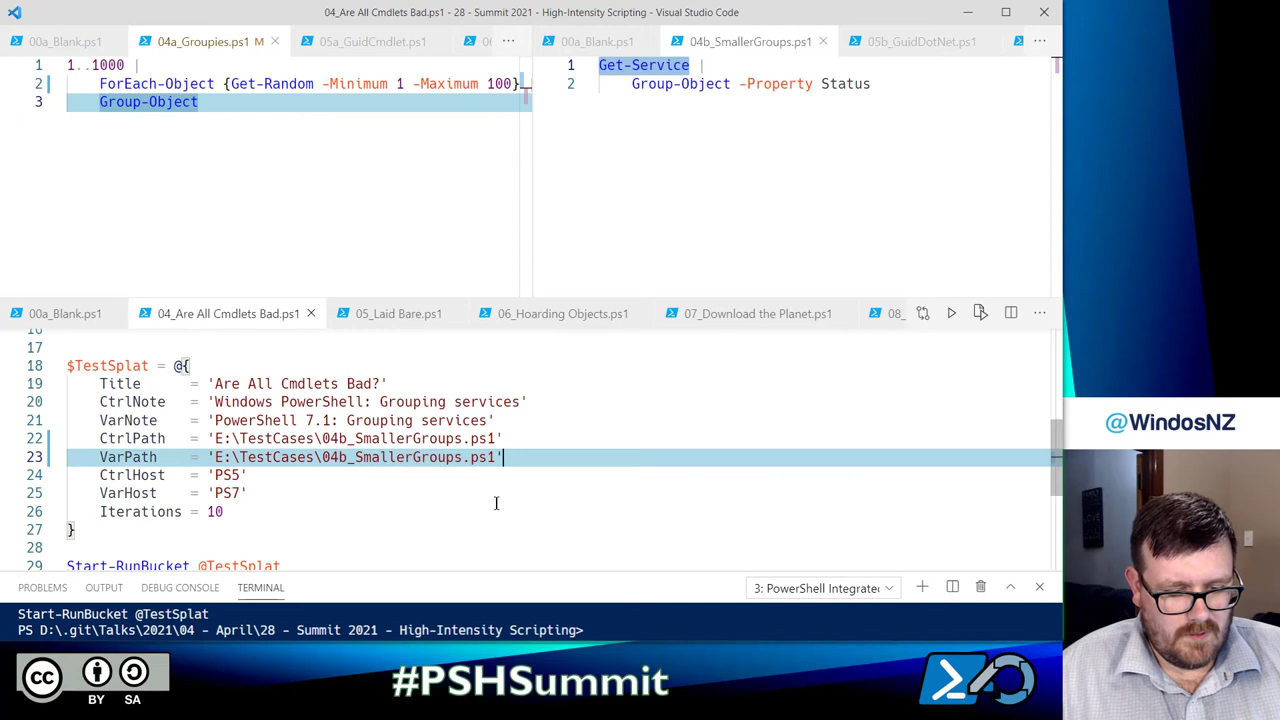 04_Are All Cmdlets Bad.ps1 - 28 - Summit 2021 - High-Intensity Scripting - Visual Studio Code
00a_Blank.ps1 04a_Groupies.ps1 M 05a_GuidCmdlet.ps1 06 ···
00a_Blank.ps1 04b_SmallerGroups.ps1 05b_GuidDotNet.ps1 ···
1 1..1000 |
2 ForEach-Object {Get-Random -Minimum 1 -Maximum 100}
3 Group-Object
1 Get-Service |
2 Group-Object -Property Status
00a_Blank.ps1 04_Are All Cmdlets Bad.ps1 05_Laid Bare.ps1 06_Hoarding Objects.ps1 07_Download the Planet.ps1 08_ ···
16
17
18 $TestSplat = @{
19 Title = 'Are All Cmdlets Bad?'
20 CtrlNote = 'Windows PowerShell: Grouping services'
21 VarNote = 'PowerShell 7.1: Grouping services'
22 CtrlPath = 'E:\TestCases\04b_SmallerGroups.ps1'
23 VarPath = 'E:\TestCases\04b_SmallerGroups.ps1'
24 CtrlHost = 'PS5'
25 VarHost = 'PS7'
26 Iterations = 10
27 }
28
Start-RunBucket @TestSplat
PROBLEMS OUTPUT DEBUG CONSOLE TERMINAL 3: PowerShell Integrated
Start-RunBucket @TestSplat
PS D:\.git\Talks\2021\04 - April\28 - Summit 2021 - High-Intensity Scripting>
@WindosNZ
cc BY SA
#PSHSummit